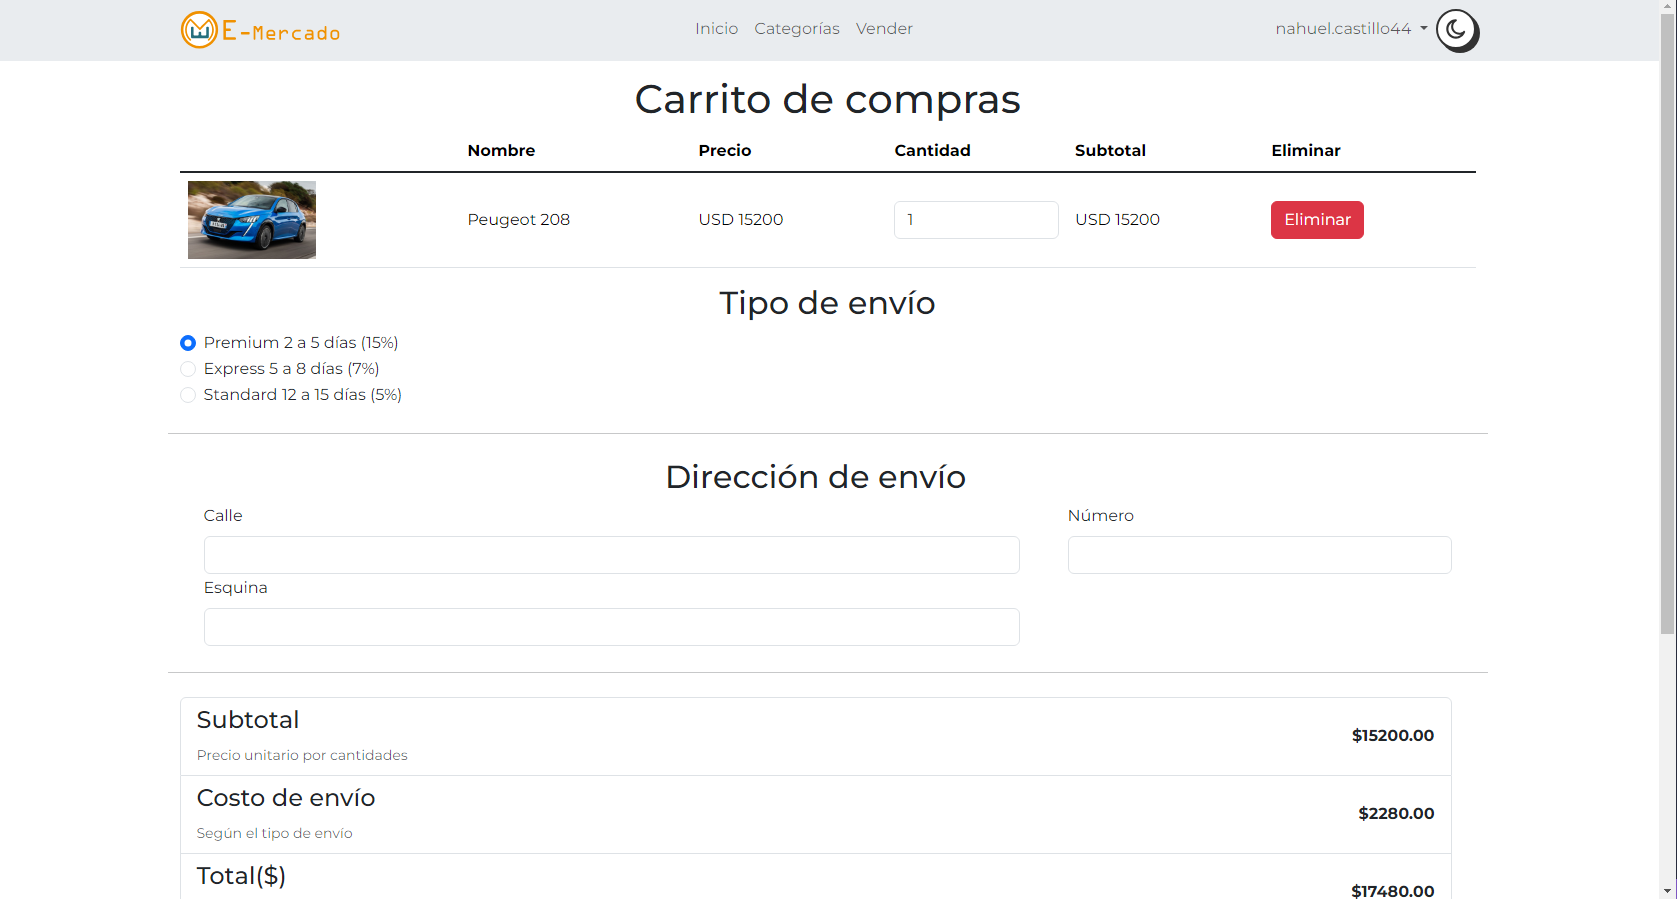 E-Mercado
Inicio Categorías Vender
nahuel.castillo44
Carrito de compras
Nombre Precio Cantidad Subtotal Eliminar
Peugeot 208 USD 15200 1 USD 15200 Eliminar
Tipo de envío
Premium 2 a 5 días (15%)
Express 5 a 8 días (7%)
Standard 12 a 15 días (5%)
Dirección de envío
Calle Número
Esquina
Subtotal
$15200.00
Precio unitario por cantidades
Costo de envío
$2280.00
Según el tipo de envío
Total($)
$17480.00